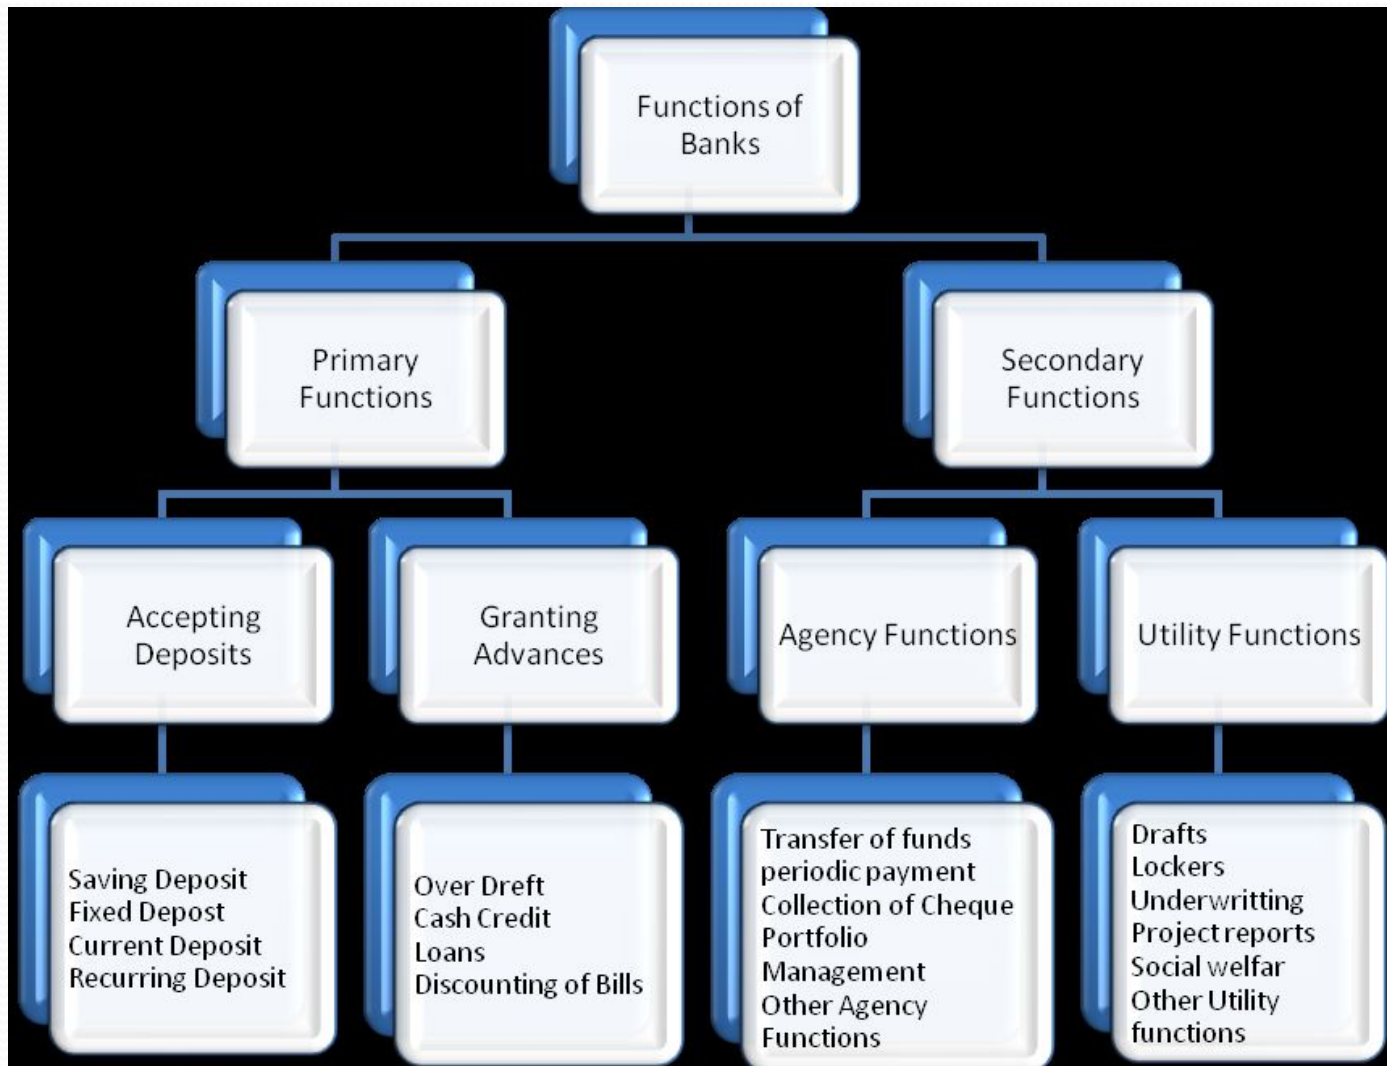 Functions of
Banks
Primary
Functions
Secondary
Functions
Accepting
Deposits
Granting
Advances
Agency Functions
Utility Functions
Saving Deposit
Fixed Depost
Current Deposit
Recurring Deposit
Over Dreft
Cash Credit
Loans
Discounting of Bills
Transfer of funds
periodic payment
Collection of Cheque
Portfolio
Management
Other Agency
Functions
Drafts
Lockers
Underwritting
Project reports
Social welfar
Other Utility
functions